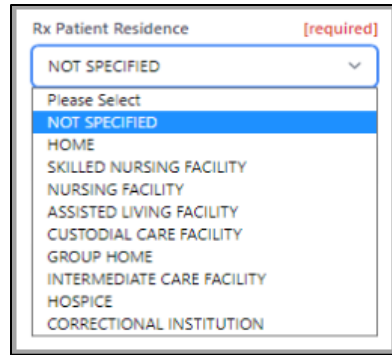 Rx Patient Residence [required]
NOT SPECIFIED
Please Select
NOT SPECIFIED
HOME
SKILLED NURSING FACILITY
NURSING FACILITY
ASSISTED LIVING FACILITY
CUSTODIAL CARE FACILITY
GROUP HOME
INTERMEDIATE CARE FACILITY
HOSPICE
CORRECTIONAL INSTITUTION